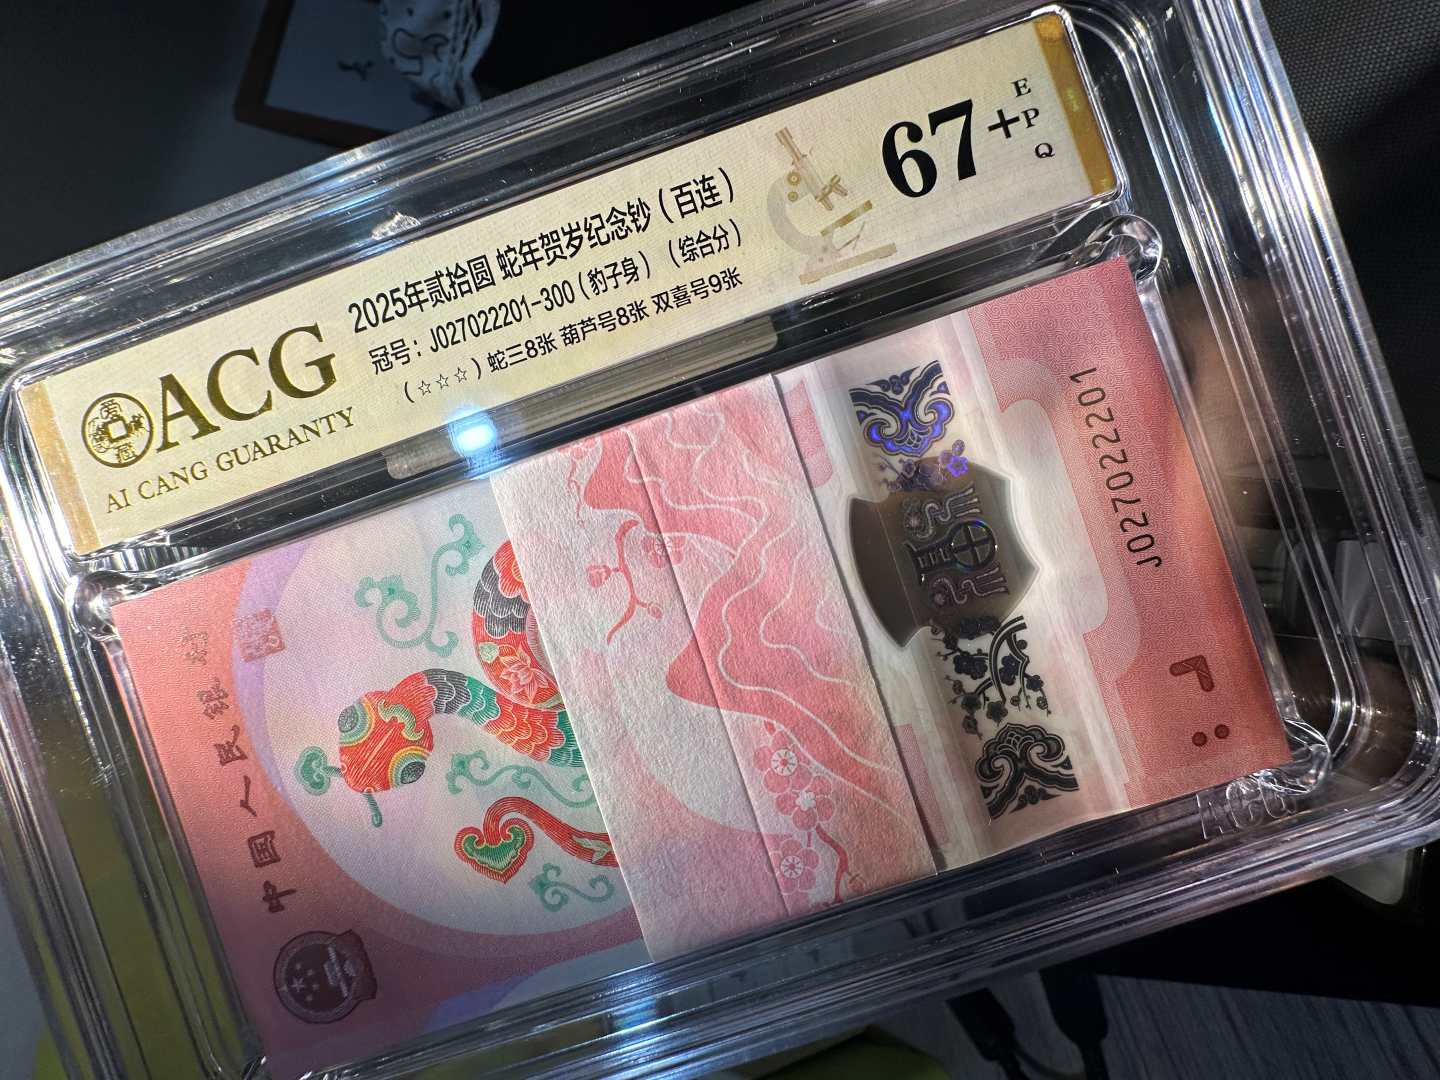 ACG
AI CANG GUARANTY
2025年贰拾圆 蛇年贺岁纪念钞（百连）
冠号：J027022201-300（豹子身）（综合分）
（☆☆☆）蛇三8张 葫芦号8张 双喜号9张
67+
EPQ
中国人民银行
J027022201
ACG